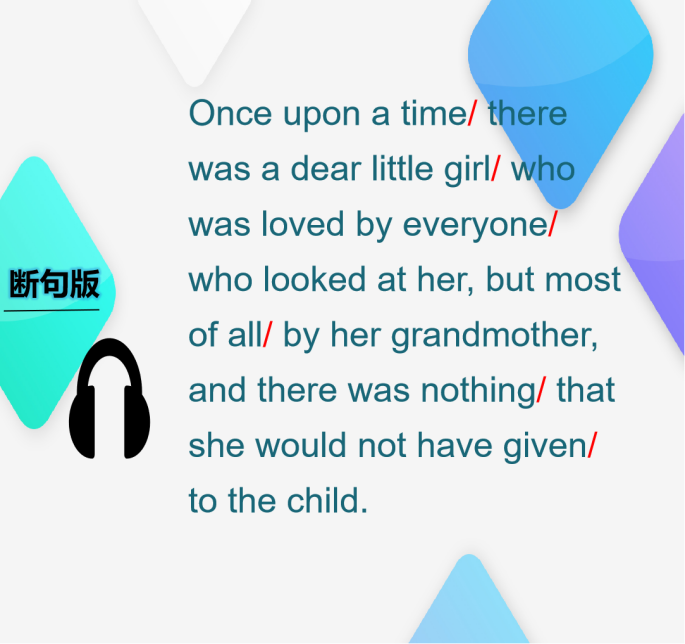 Once upon a time/ there
was a dear little girl/ who
was loved by everyone/
断句版
who looked at her, but most
of all/ by her grandmother,
and there was nothing/ that
she would not have given/
to the child.